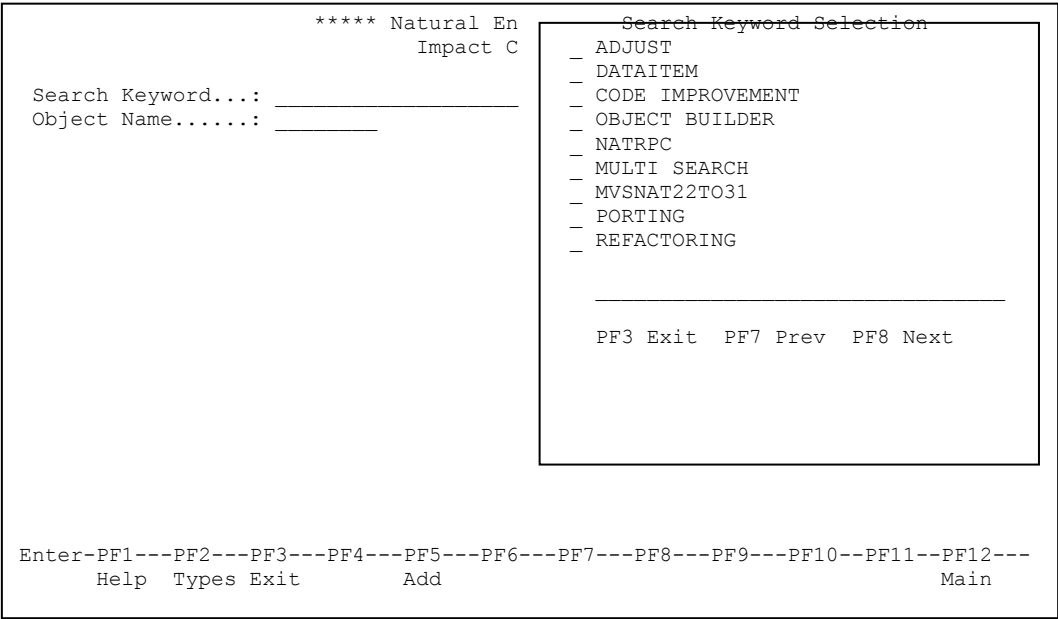 ***** Natural En
Impact C
Search Keyword...: ___________________
Object Name......: ________
Search Keyword Selection
_ ADJUST
_ DATAITEM
_ CODE IMPROVEMENT
_ OBJECT BUILDER
_ NATRPC
_ MULTI SEARCH
_ MVSNAT22TO31
_ PORTING
_ REFACTORING
________________________________
PF3 Exit  PF7 Prev  PF8 Next
Enter-PF1---PF2---PF3---PF4---PF5---PF6---PF7---PF8---PF9---PF10--PF11--PF12---
Help  Types Exit        Add                                         Main